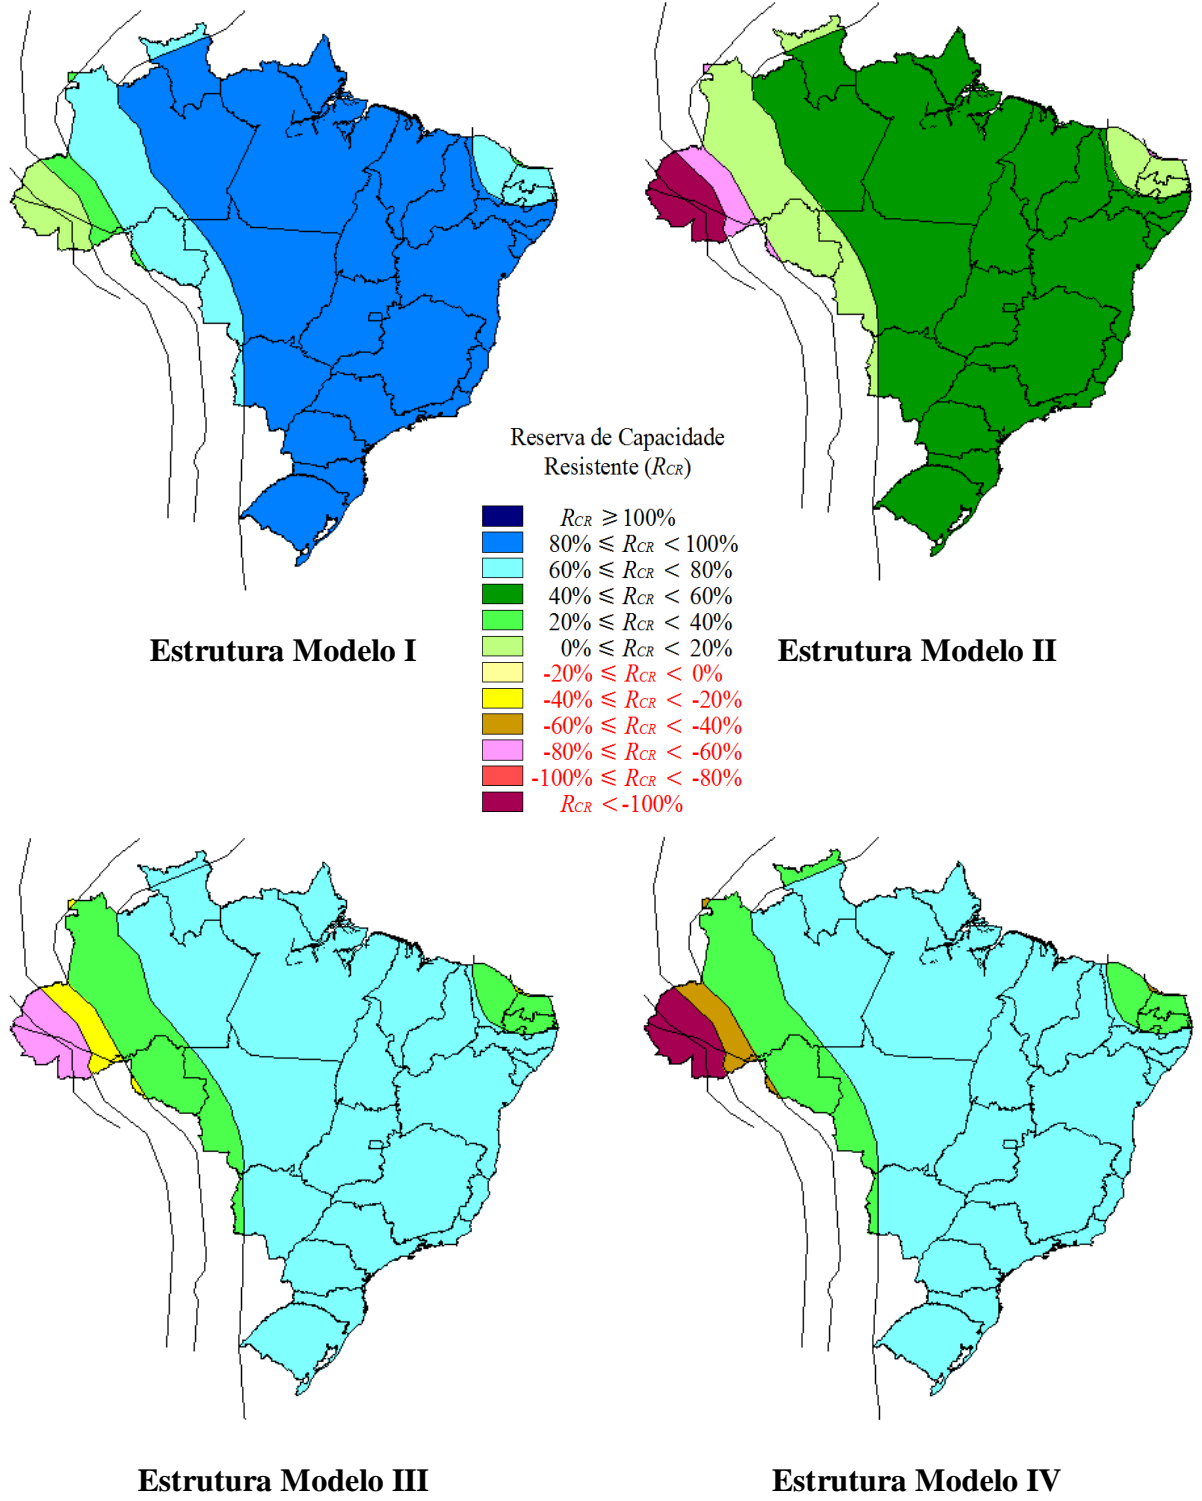 Reserva de Capacidade
Resistente (RCR)
RCR ⩾ 100%
80% ⩽ RCR < 100%
60% ⩽ RCR < 80%
40% ⩽ RCR < 60%
20% ⩽ RCR < 40%
0% ⩽ RCR < 20%
-20% ⩽ RCR < 0%
-40% ⩽ RCR < -20%
-60% ⩽ RCR < -40%
-80% ⩽ RCR < -60%
-100% ⩽ RCR < -80%
RCR < -100%
Estrutura Modelo I
Estrutura Modelo II
Estrutura Modelo III
Estrutura Modelo IV